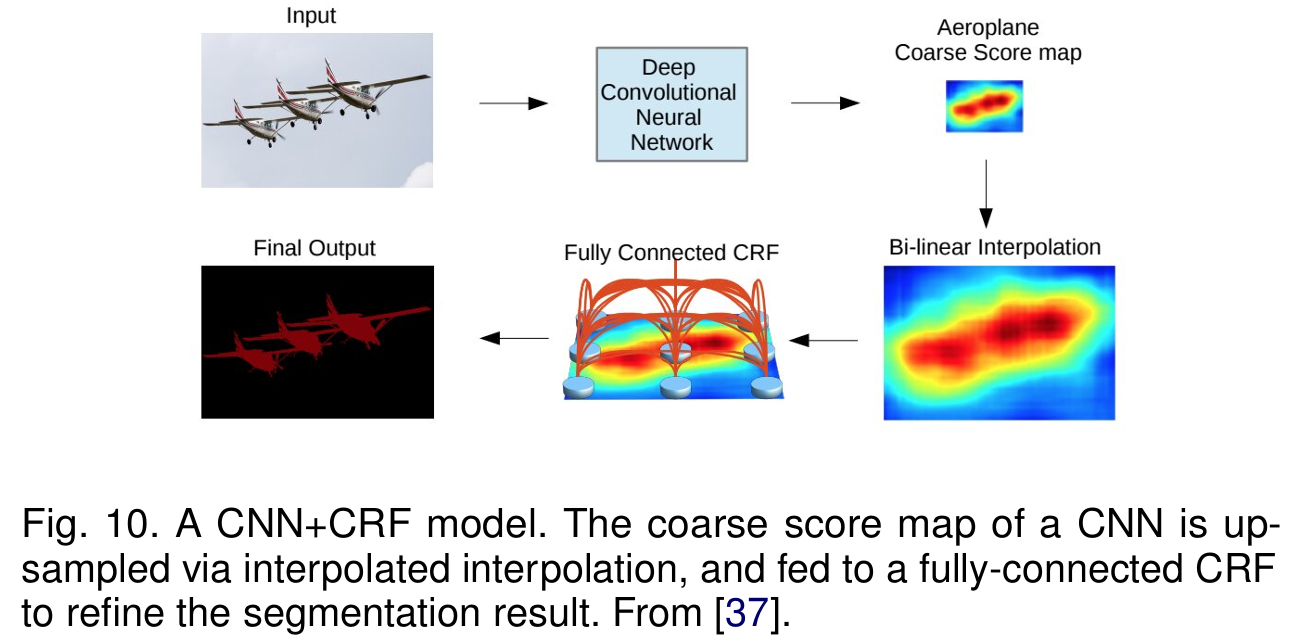 Input
Deep
Convolutional
Neural
Network
Aeroplane
Coarse Score map
Final Output
Fully Connected CRF
Bi-linear Interpolation
Fig. 10. A CNN+CRF model. The coarse score map of a CNN is up-
sampled via interpolated interpolation, and fed to a fully-connected CRF
to refine the segmentation result. From [37].